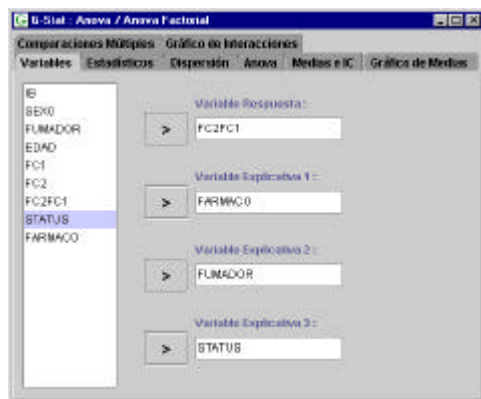 G-Stat : Anova / Anova Factorial
Comparaciones Múltiples Gráfico de Interacciones
Variables Estadísticos Dispersión Anova Medias e IC Gráfico de Medias
IB
SEXO
FUMADOR
EDAD
FC1
FC2
FC2FC1
STATUS
FARMACO
Variable Respuesta :
>
FC2FC1
Variable Explicativa 1 :
>
FARMACO
Variable Explicativa 2 :
>
FUMADOR
Variable Explicativa 3 :
>
STATUS